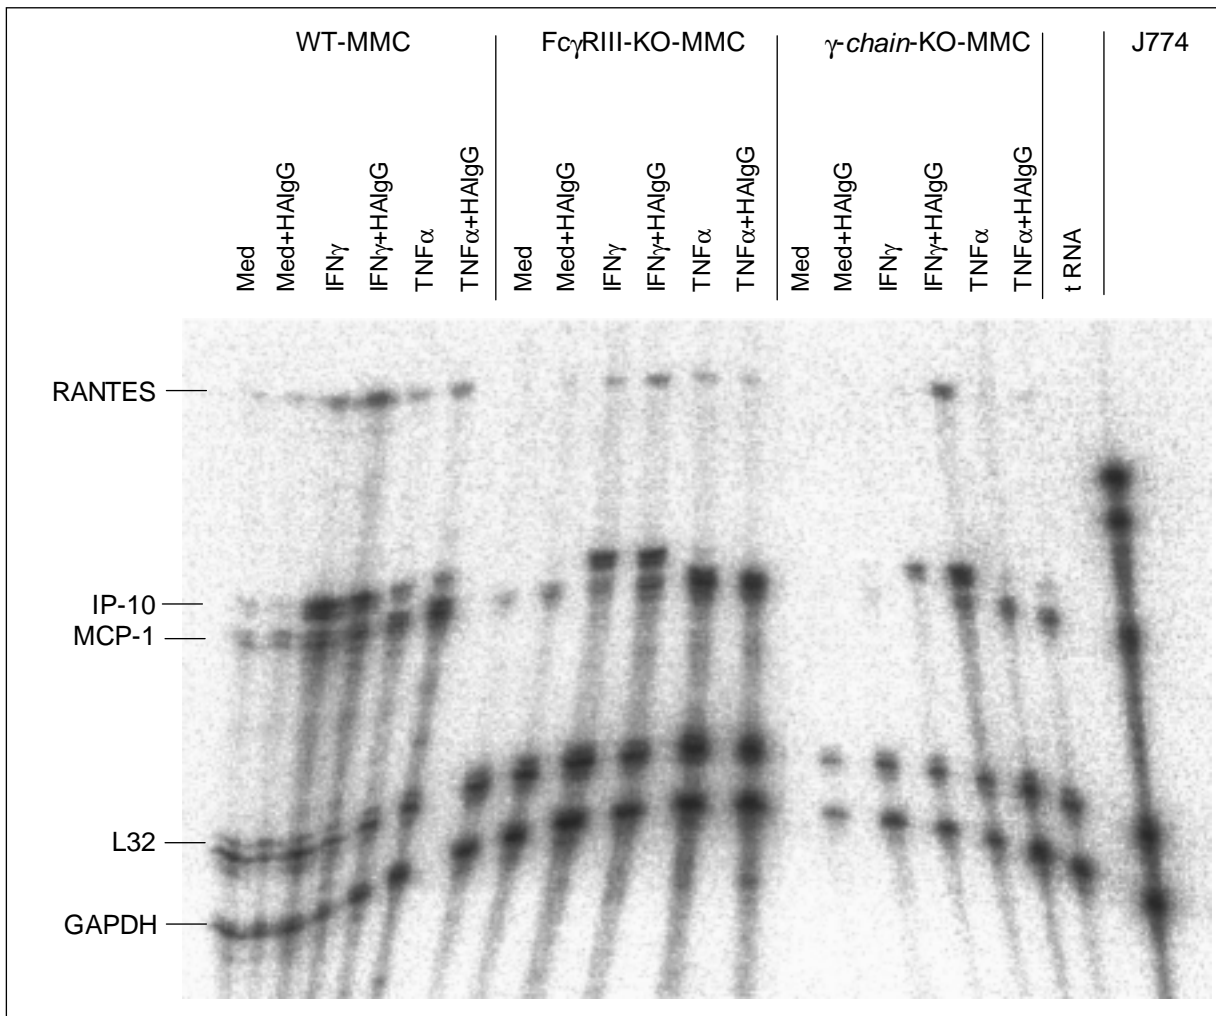 WT-MMC FcγRIII-KO-MMC γ-chain-KO-MMC J774
Med Med+HAIgG IFNγ IFNγ+HAIgG TNFα TNFα+HAIgG Med Med+HAIgG IFNγ IFNγ+HAIgG TNFα TNFα+HAIgG Med Med+HAIgG IFNγ IFNγ+HAIgG TNFα TNFα+HAIgG t RNA
RANTES
IP-10
MCP-1
L32
GAPDH